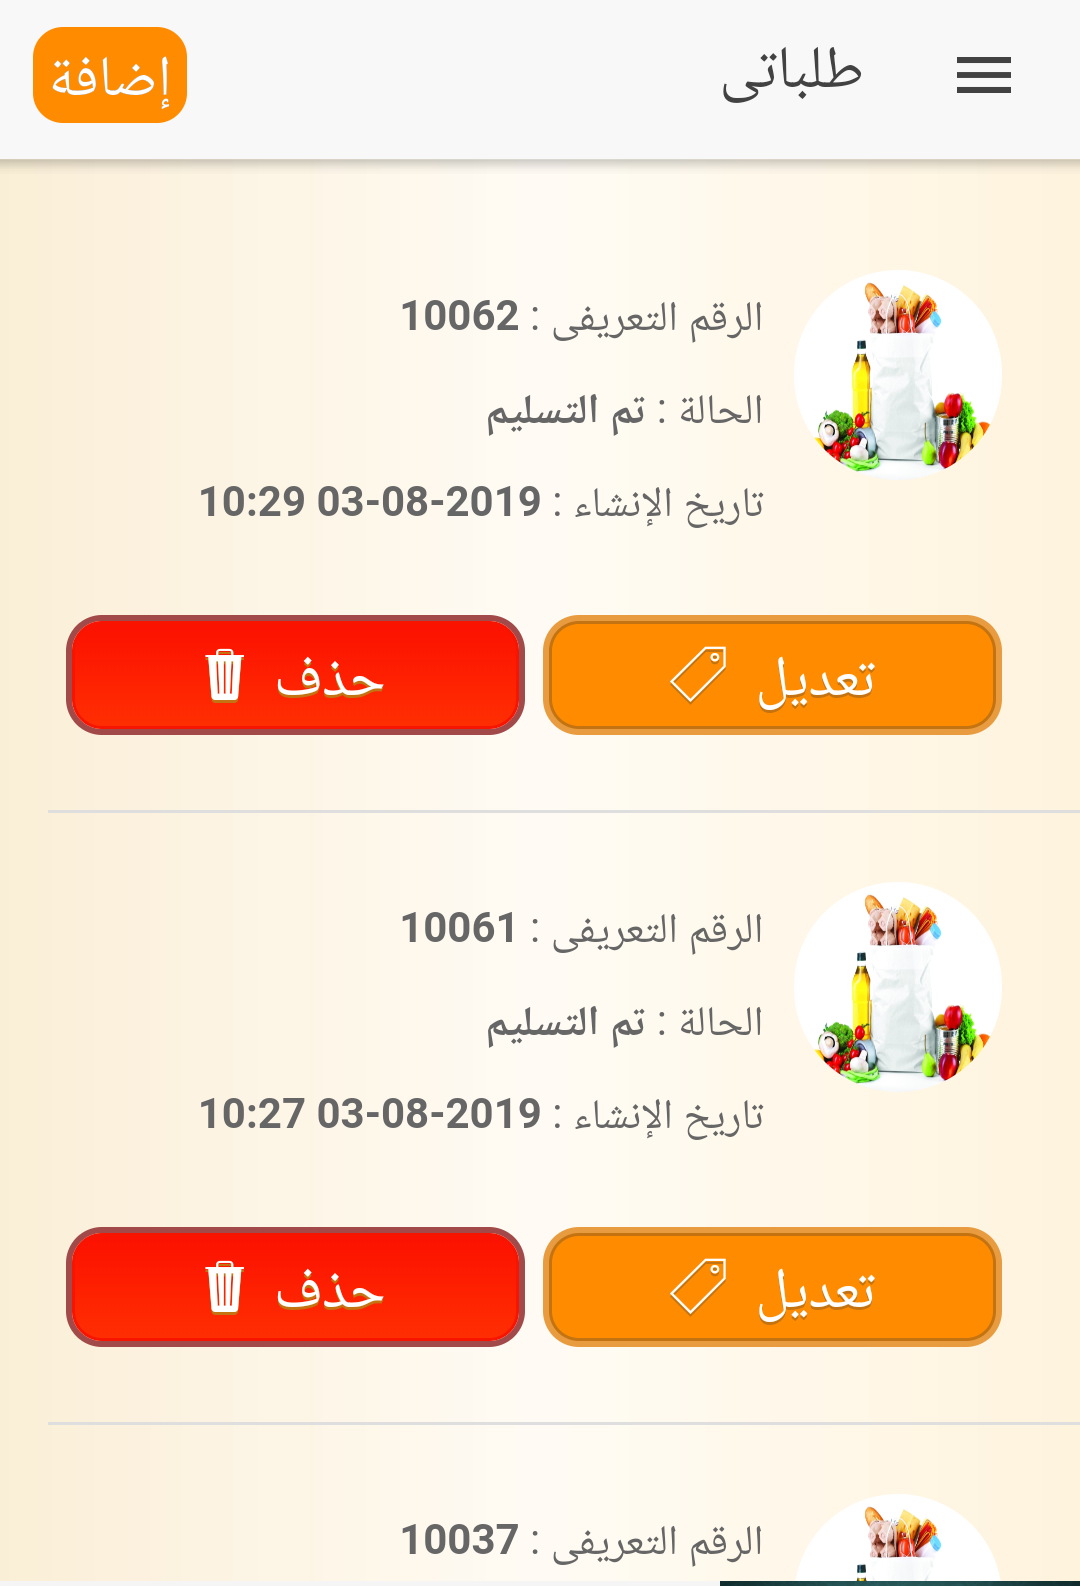 طلباتى
إضافة
الرقم التعريفى : 10062
الحالة : تم التسليم
تاريخ الإنشاء : 2019-08-03 10:29
تعديل
حذف
الرقم التعريفى : 10061
الحالة : تم التسليم
تاريخ الإنشاء : 2019-08-03 10:27
تعديل
حذف
الرقم التعريفى : 10037